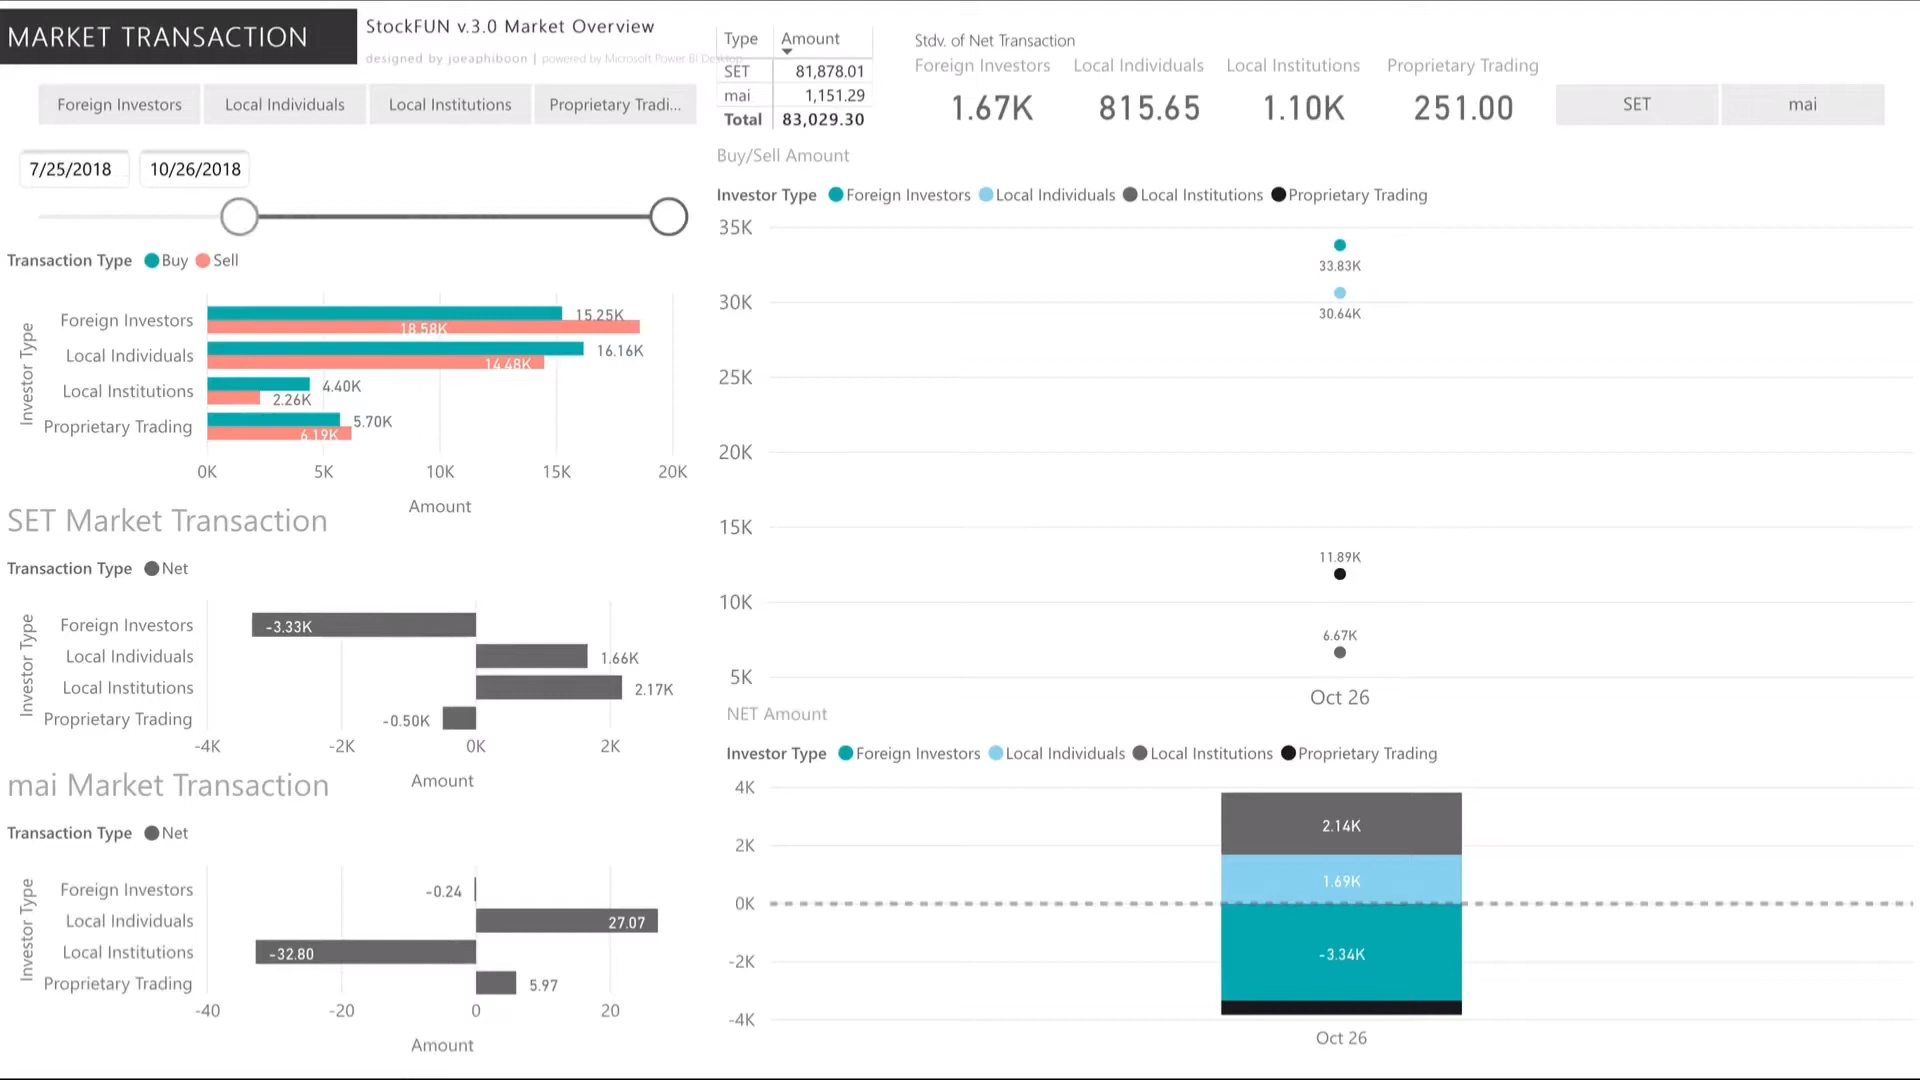 MARKET TRANSACTION
StockFUN v.3.0 Market Overview
designed by joeaphiboon | powered by Microsoft Power BI Desktop
Foreign Investors
Local Individuals
Local Institutions
Proprietary Tradi...
7/25/2018
10/26/2018
Transaction Type Buy Sell
Investor Type
Foreign Investors
15.25K
18.58K
Local Individuals
16.16K
14.48K
Local Institutions
4.40K
2.26K
Proprietary Trading
5.70K
6.19K
0K 5K 10K 15K 20K
Amount
SET Market Transaction
Transaction Type Net
Investor Type
Foreign Investors
-3.33K
Local Individuals
1.66K
Local Institutions
2.17K
Proprietary Trading
-0.50K
-4K -2K 0K 2K
Amount
mai Market Transaction
Transaction Type Net
Investor Type
Foreign Investors
-0.24
Local Individuals
27.07
Local Institutions
-32.80
Proprietary Trading
5.97
-40 -20 0 20
Amount
Type Amount
SET 81,878.01
mai 1,151.29
Total 83,029.30
Stdv. of Net Transaction
Foreign Investors Local Individuals Local Institutions Proprietary Trading
1.67K 815.65 1.10K 251.00
SET
mai
Buy/Sell Amount
Investor Type Foreign Investors Local Individuals Local Institutions Proprietary Trading
35K
33.83K
30K
30.64K
25K
20K
15K
11.89K
10K
6.67K
5K
Oct 26
NET Amount
Investor Type Foreign Investors Local Individuals Local Institutions Proprietary Trading
4K
2.14K
2K
1.69K
0K
-3.34K
-2K
-4K
Oct 26